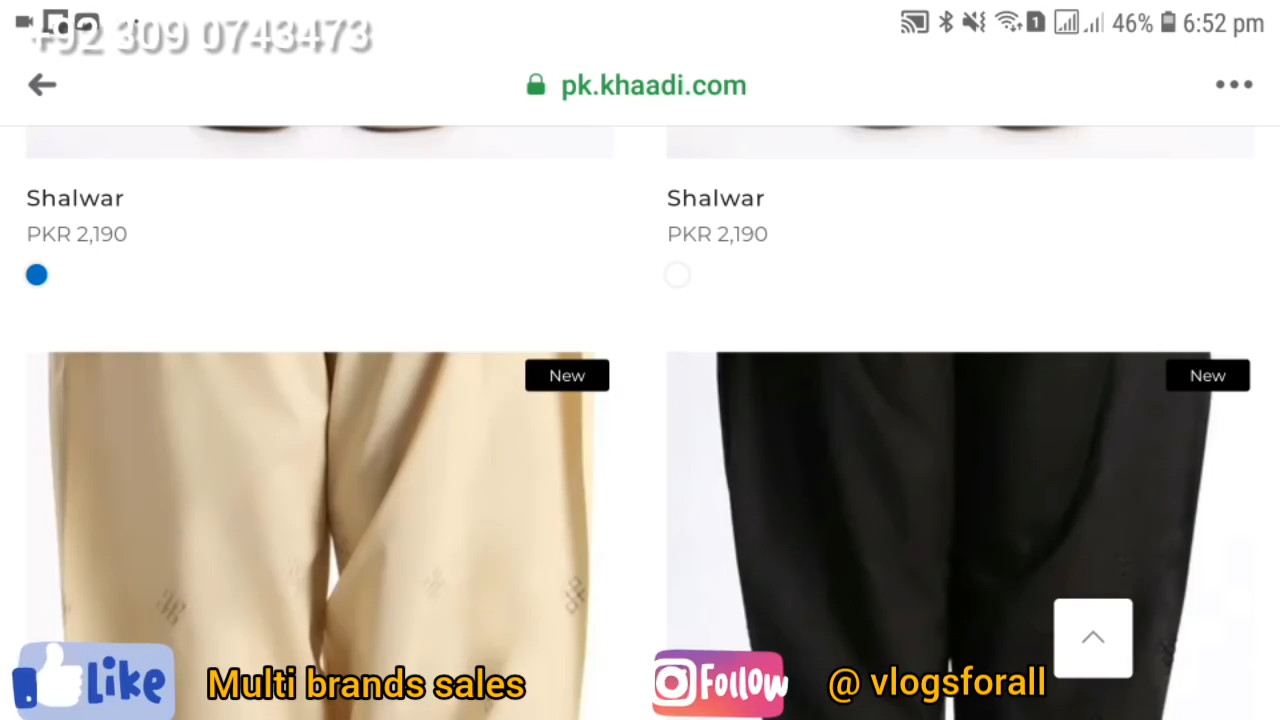 +92 309 0743473
1
46% 6:52 pm
pk.khaadi.com
Shalwar
PKR 2,190
Shalwar
PKR 2,190
New
New
Like
Multi brands sales
Follow
@ vlogsforall